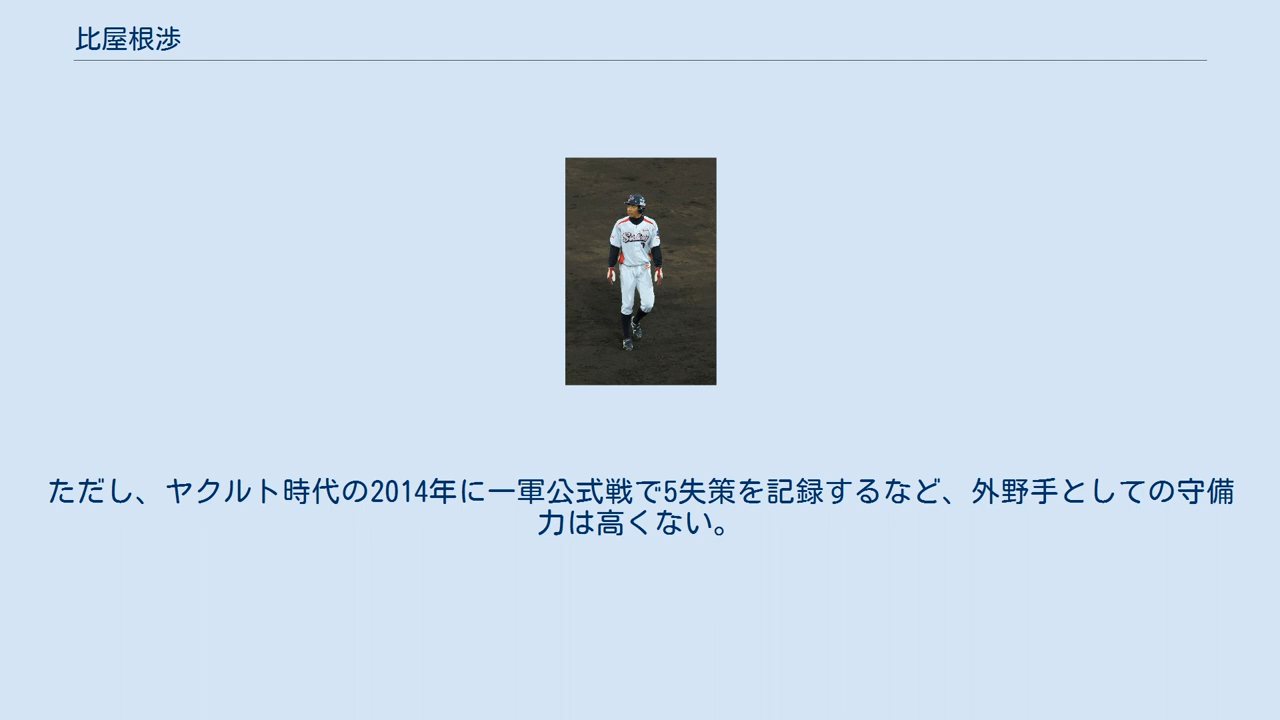 比屋根渉
ただし、ヤクルト時代の2014年に一軍公式戦で5失策を記録するなど、外野手としての守備
力は高くない。